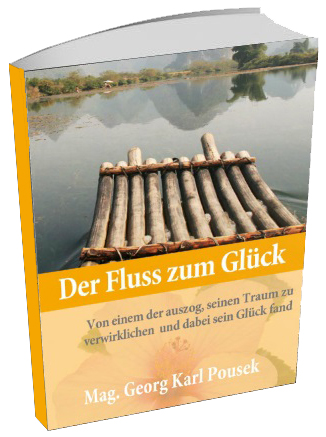 Der Fluss zum Glück
Von einem der auszog, seinen Traum zu
verwirklichen und dabei sein Glück fand
Mag. Georg Karl Pousek